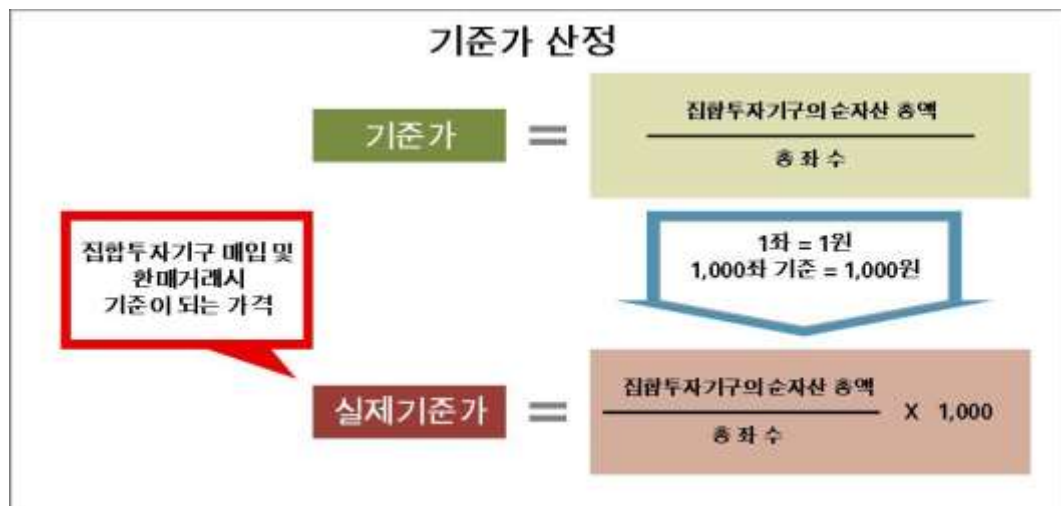 기준가 산정
기준가
=
집합투자기구의 순자산 총액
총 좌 수
집합투자기구 매입 및
환매거래시
기준이 되는 가격
1좌 = 1원
1,000좌 기준 = 1,000원
실제기준가
=
집합투자기구의 순자산 총액
총 좌 수
X 1,000